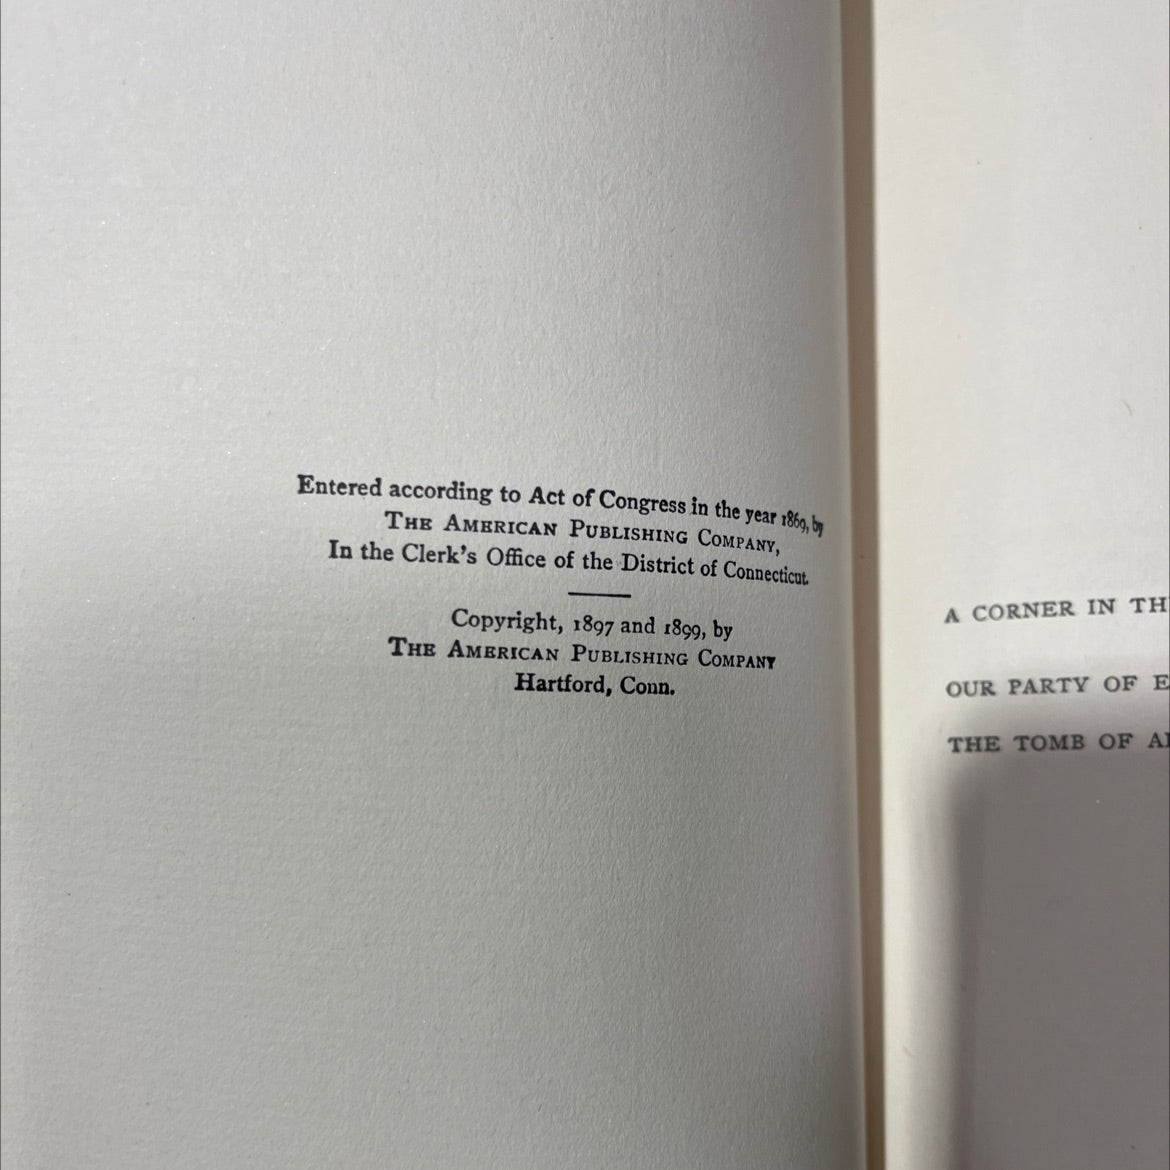 Entered according to Act of Congress in the year 1869, by
THE AMERICAN PUBLISHING COMPANY,
In the Clerk's Office of the District of Connecticut.
Copyright, 1897 and 1899, by
THE AMERICAN PUBLISHING COMPANY
Hartford, Conn.
A CORNER IN TH
OUR PARTY OF E
THE TOMB OF